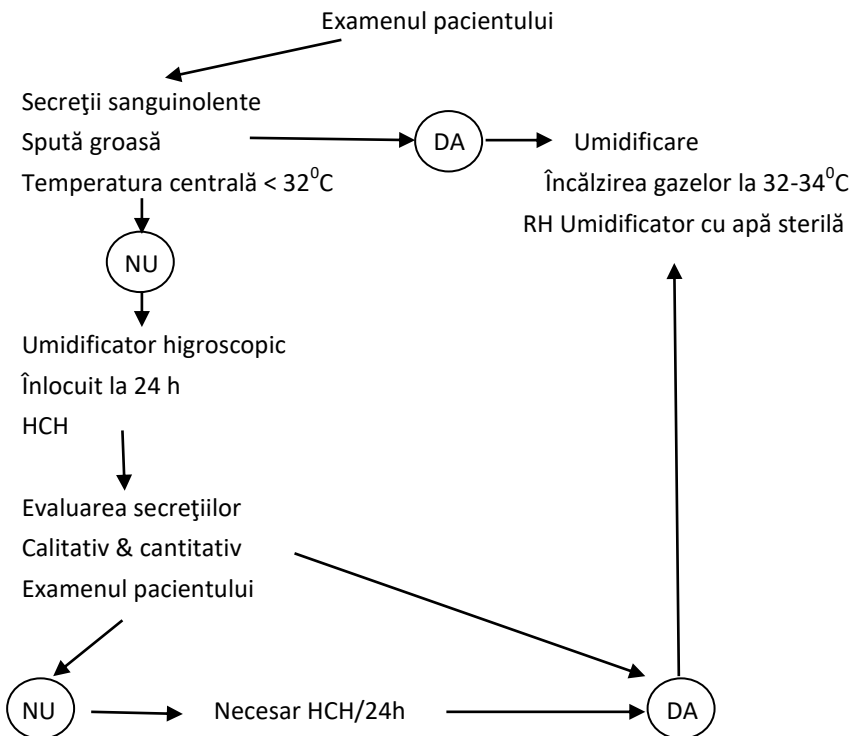 Examenul pacientului
Secreţii sanguinolente
Spută groasă
DA
Umidificare
Temperatura centrală < 32⁰C
Încălzirea gazelor la 32-34⁰C
RH Umidificator cu apă sterilă
NU
Umidificator higroscopic
Înlocuit la 24 h
HCH
Evaluarea secreţiilor
Calitativ & cantitativ
Examenul pacientului
NU
Necesar HCH/24h
DA